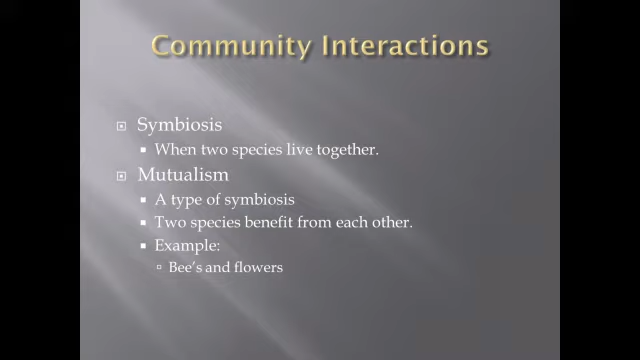 Community Interactions
Symbiosis
When two species live together.
Mutualism
A type of symbiosis
Two species benefit from each other.
Example:
Bee's and flowers